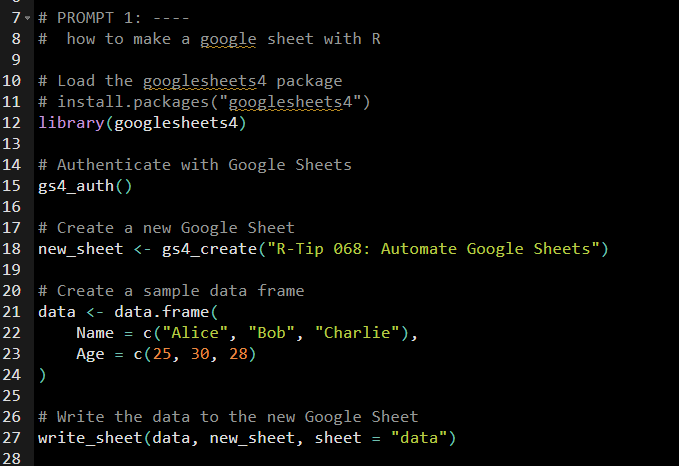 7 # PROMPT 1: ----
8 #  how to make a google sheet with R
9
10 # Load the googlesheets4 package
11 # install.packages("googlesheets4")
12 library(googlesheets4)
13
14 # Authenticate with Google Sheets
15 gs4_auth()
16
17 # Create a new Google Sheet
18 new_sheet <- gs4_create("R-Tip 068: Automate Google Sheets")
19
20 # Create a sample data frame
21 data <- data.frame(
22     Name = c("Alice", "Bob", "Charlie"),
23     Age = c(25, 30, 28)
24 )
25
26 # Write the data to the new Google Sheet
27 write_sheet(data, new_sheet, sheet = "data")
28